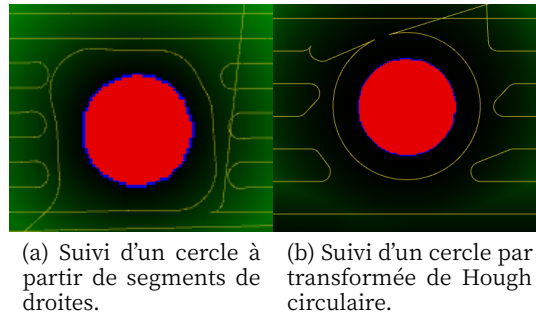 (a) Suivi d'un cercle à
partir de segments de
droites.
(b) Suivi d'un cercle par
transformée de Hough
circulaire.